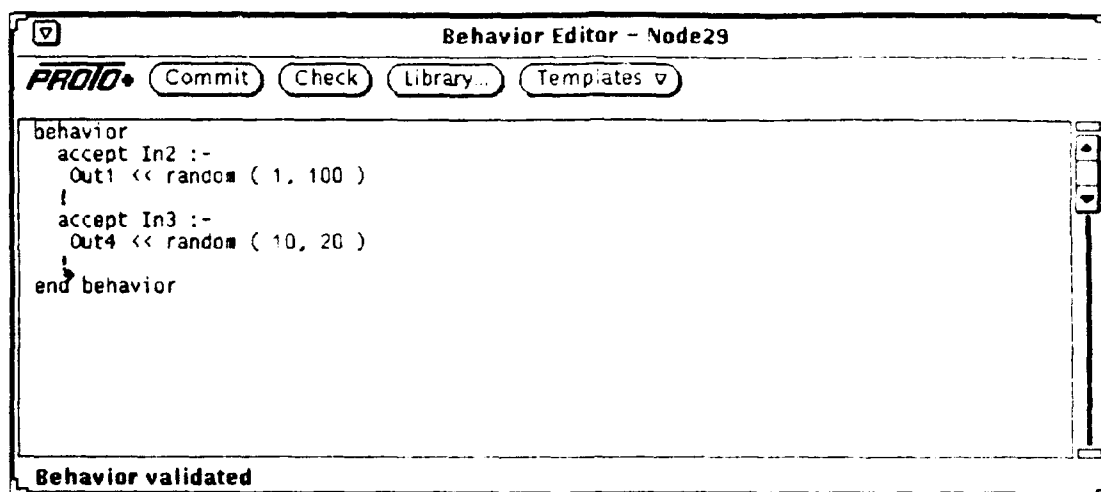 Behavior Editor – Node29
PROTO+ Commit Check Library... Templates
behavior
accept In2 :-
Out1 << random ( 1, 100 )
!
accept In3 :-
Out4 << random ( 10, 20 )
!
end behavior
Behavior validated